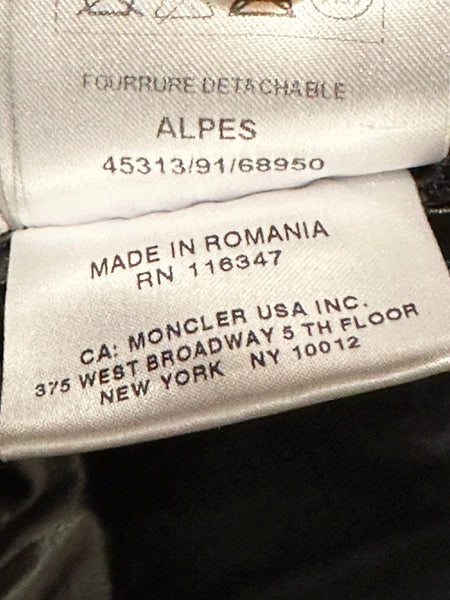 FOURRURE DETACHABLE
ALPES
45313/91/68950
MADE IN ROMANIA
RN 116347
CA: MONCLER USA INC.
375 WEST BROADWAY 5 TH FLOOR
NEW YORK NY 10012